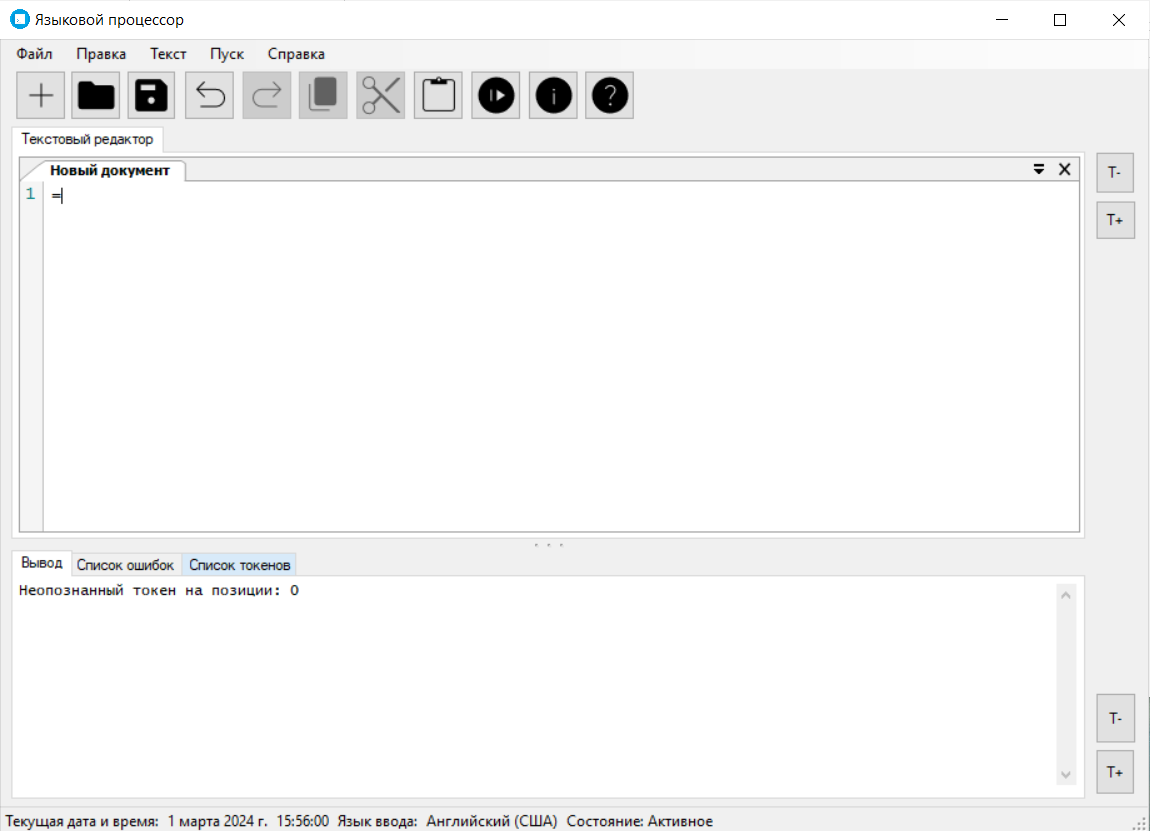 Языковой процессор
Файл Правка Текст Пуск Справка
Текстовый редактор
Новый документ
T-
1 =
T+
Вывод Список ошибок Список токенов
Неопознанный токен на позиции: 0
T-
T+
Текущая дата и время: 1 марта 2024 г. 15:56:00 Язык ввода: Английский (США) Состояние: Активное